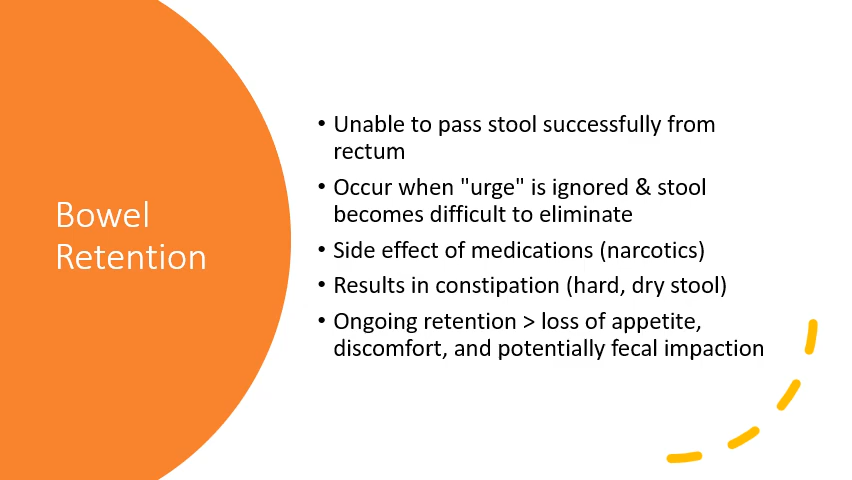 Bowel
Retention
• Unable to pass stool successfully from
rectum
• Occur when "urge" is ignored & stool
becomes difficult to eliminate
• Side effect of medications (narcotics)
• Results in constipation (hard, dry stool)
• Ongoing retention > loss of appetite,
discomfort, and potentially fecal impaction